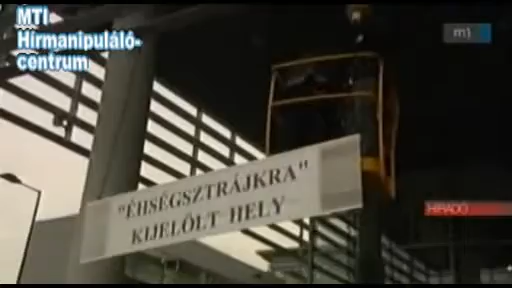 MTI
Hírmanipuláló-
centrum
m1
HÍRADÓ
"ÉHSÉGSZTRÁJKRA"
KIJELÖLT HELY